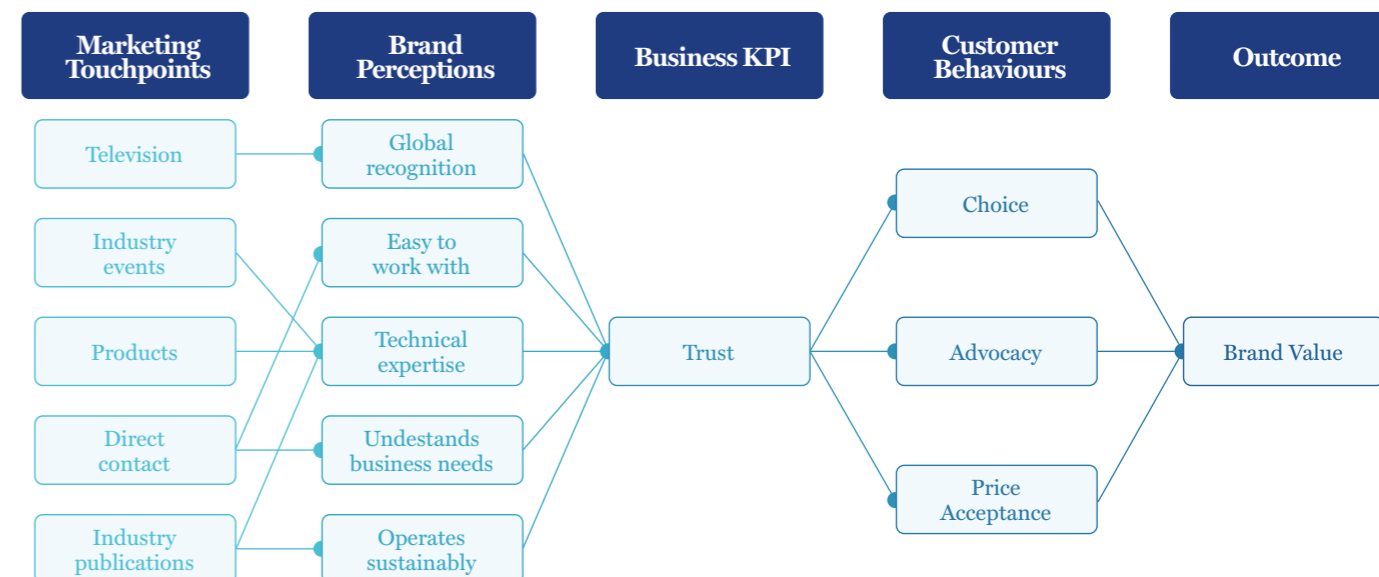 Marketing
Touchpoints
Brand
Perceptions
Business KPI
Customer
Behaviours
Outcome
Television
Industry
events
Products
Direct
contact
Industry
publications
Global
recognition
Easy to
work with
Technical
expertise
Undestands
business needs
Operates
sustainably
Trust
Choice
Advocacy
Price
Acceptance
Brand Value